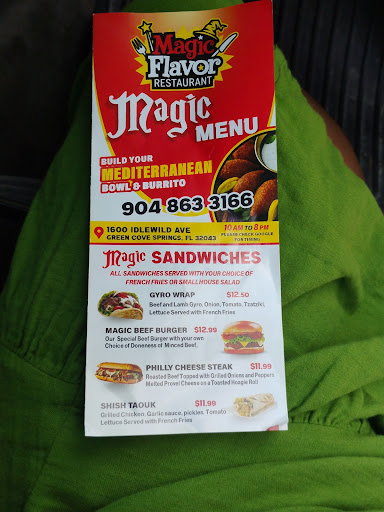 Magic
Flavor
RESTAURANT
Magic
MENU
BUILD YOUR
MEDITERRANEAN
BOWL & BURRITO
904 863 3166
1600 IDLEWILD AVE
GREEN COVE SPRINGS, FL 32043
10 AM to 8 PM
PLEASE CHECK GOOGLE
FOR TIMING
Magic SANDWICHES
ALL SANDWICHES SERVED WITH YOUR CHOICE OF
FRENCH FRIES OR SMALL HOUSE SALAD
GYRO WRAP $12.50
Beef and Lamb Gyro, Onion, Tomato, Tzatziki,
Lettuce Served with French Fries
MAGIC BEEF BURGER $12.99
Our Special Beef Burger with your own
Choice of Doneness of Minced Beef.
PHILLY CHEESE STEAK $11.99
Roasted Beef Topped with Grilled Onions and Peppers
Melted Provel Cheese on a Toasted Hoagie Roll
SHISH TAOUK $11.99
Grilled Chicken, Garlic sauce, pickles, Tomato
Lettuce Served with French Fries